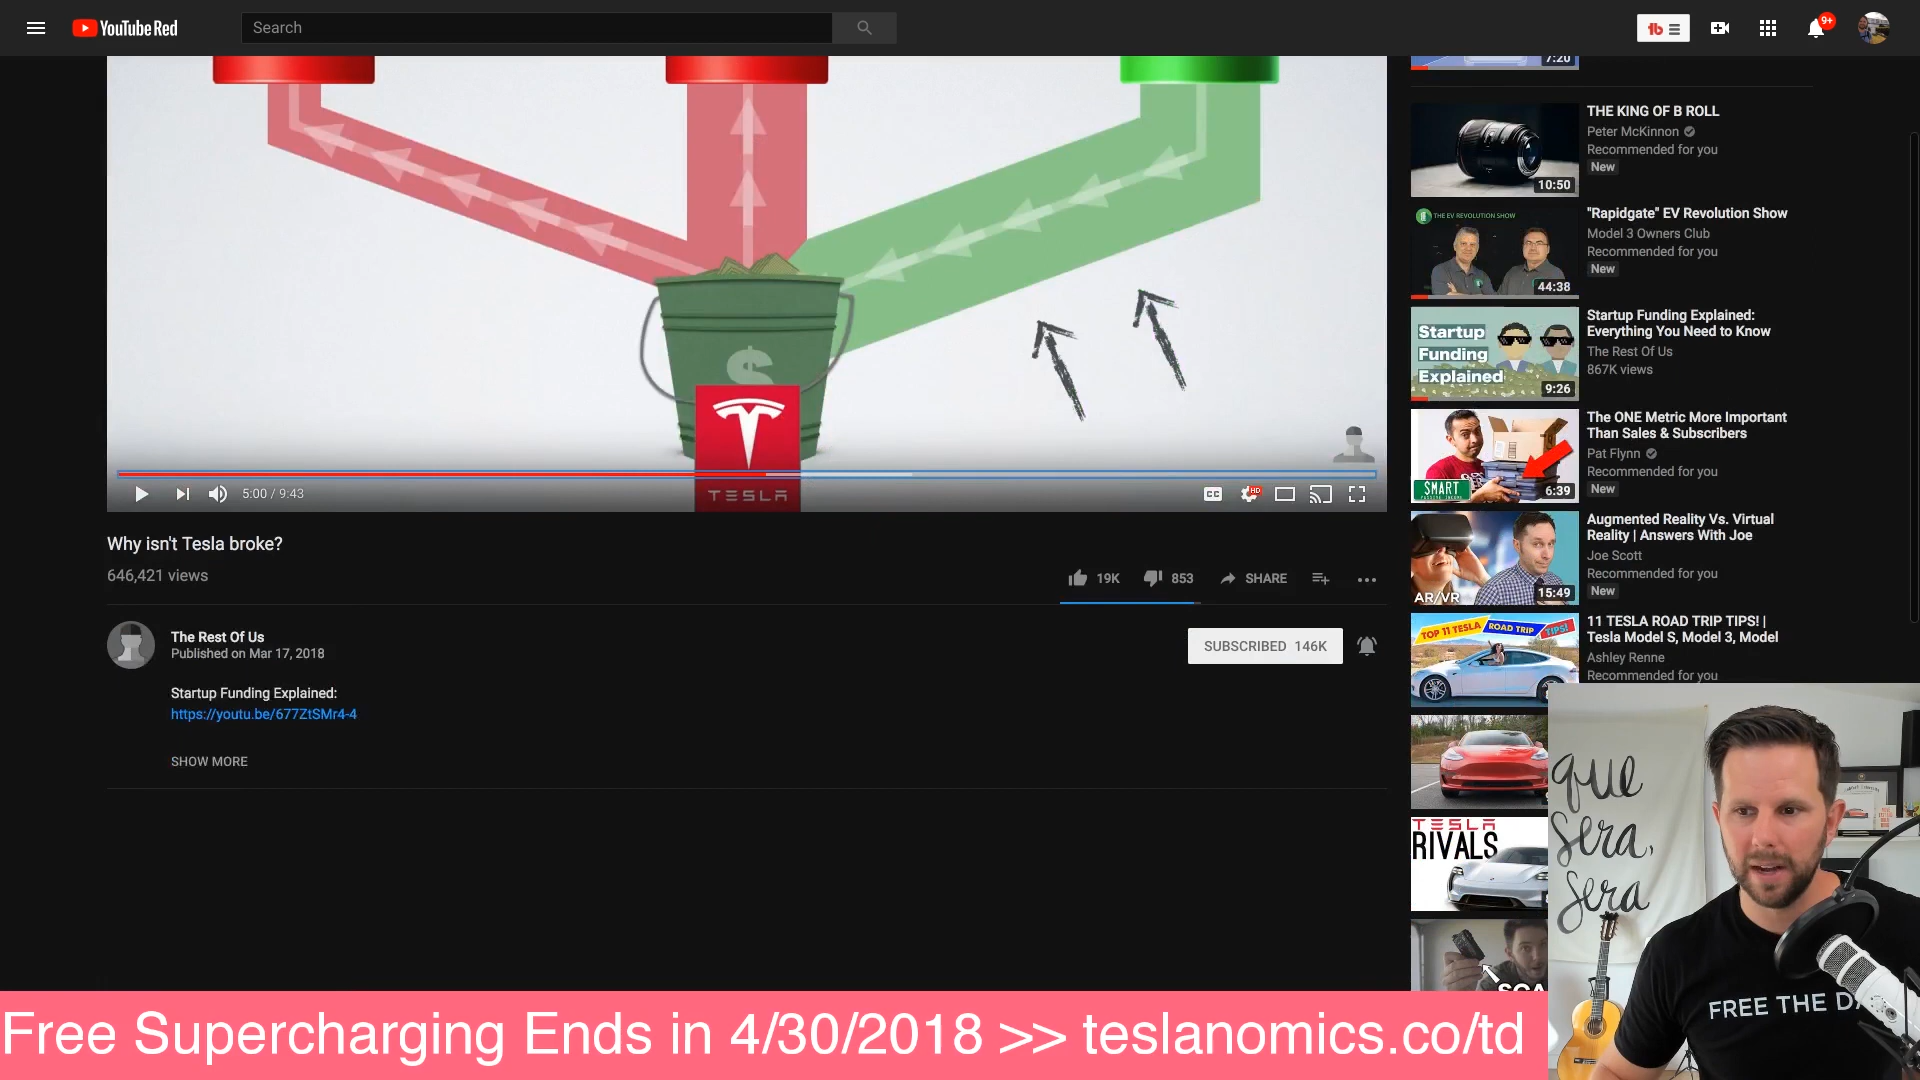 YouTube Red
Search
9+
7:20
$
TESLA
5:00 / 9:43
CC
HD
Why isn't Tesla broke?
646,421 views
19K
853
SHARE
The Rest Of Us
Published on Mar 17, 2018
SUBSCRIBED 146K
Startup Funding Explained:
https://youtu.be/677ZtSMr4-4
SHOW MORE
THE KING OF B ROLL
Peter McKinnon
Recommended for you
New
10:50
THE EV REVOLUTION SHOW
44:38
"Rapidgate" EV Revolution Show
Model 3 Owners Club
Recommended for you
New
Startup
Funding
Explained
9:26
Startup Funding Explained:
Everything You Need to Know
The Rest Of Us
867K views
SMART
PASSIVE INCOME
6:39
The ONE Metric More Important
Than Sales & Subscribers
Pat Flynn
Recommended for you
New
AR/VR
15:49
Augmented Reality Vs. Virtual
Reality | Answers With Joe
Joe Scott
Recommended for you
New
TOP 11 TESLA ROAD TRIP TIPS!
11 TESLA ROAD TRIP TIPS! |
Tesla Model S, Model 3, Model
Ashley Renne
Recommended for you
TESLA
RIVALS
que
sera,
sera
FREE THE DA
Free Supercharging Ends in 4/30/2018 >> teslanomics.co/td